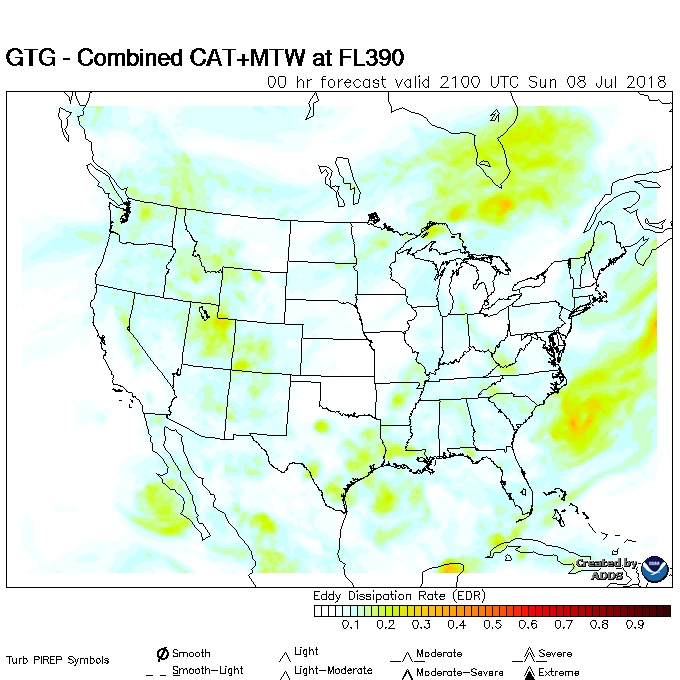 GTG - Combined CAT+MTW at FL390
00 hr forecast valid 2100 UTC Sun 08 Jul 2018
Created by
ADDS
Eddy Dissipation Rate (EDR)
0.1 0.2 0.3 0.4 0.5 0.6 0.7 0.8 0.9
Turb PIREP Symbols
Smooth Light Moderate Severe
Smooth-Light Light-Moderate Moderate-Severe Extreme